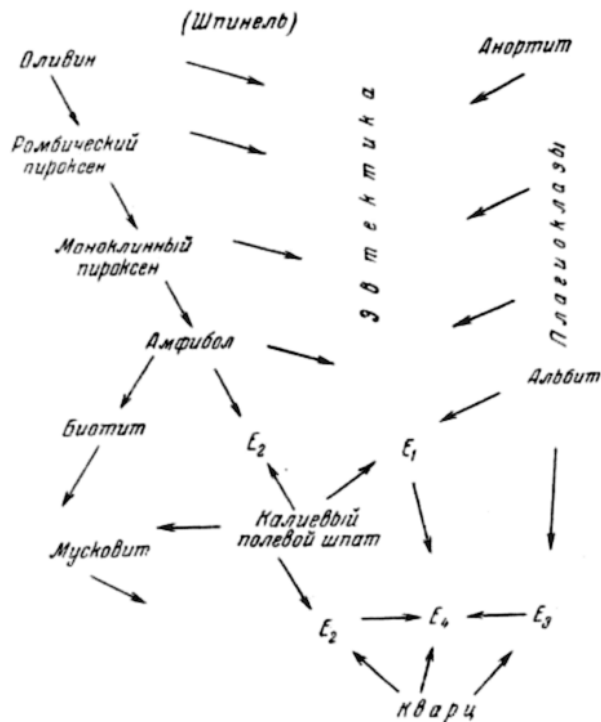 (Шпинель)
Оливин
Анортит
Ромбический
пироксен
Эвтектика
Плагиоклазы
Моноклинный
пироксен
Амфибол
Альбит
Биотит
E₂
E₁
Калиевый
полевой шпат
Мусковит
E₂
E₄
E₃
Кварц